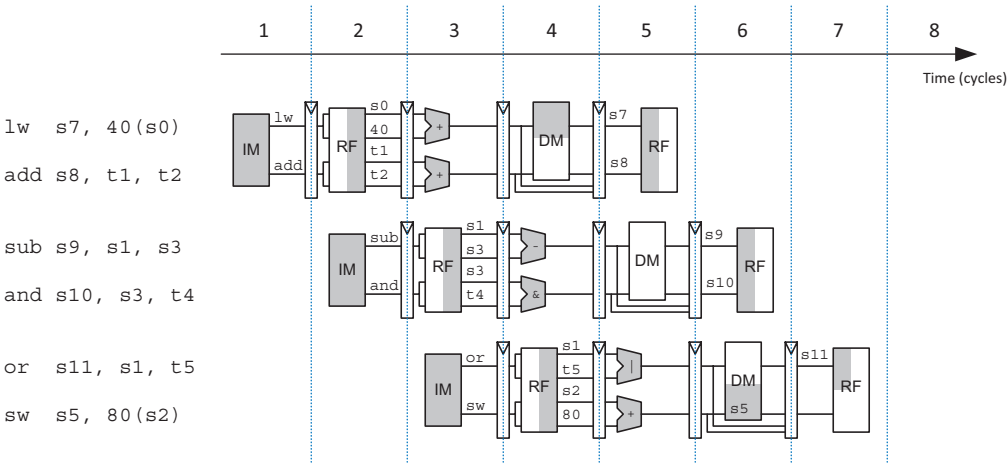 1 2 3 4 5 6 7 8
Time (cycles)
lw s7, 40(s0)
add s8, t1, t2
IM lw add RF s0 40 t1 t2 + + DM s7 s8 RF
sub s9, s1, s3
and s10, s3, t4
IM sub and RF s1 s3 s3 t4 - & DM s9 s10 RF
or s11, s1, t5
sw s5, 80(s2)
IM or sw RF s1 t5 s2 80 | + DM s5 s11 RF